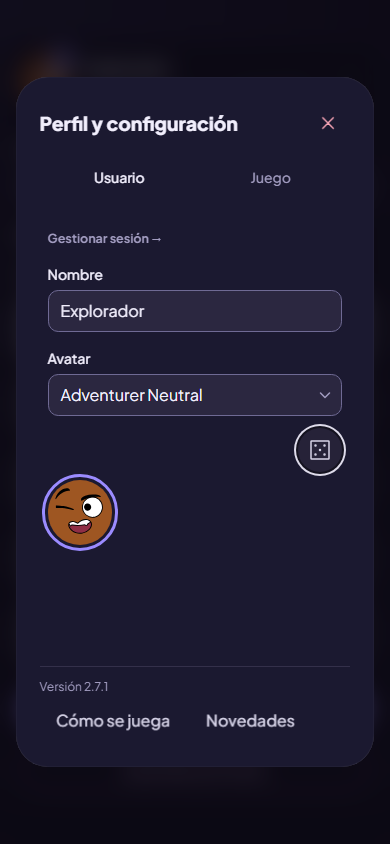 Perfil y configuración
Usuario
Juego
Gestionar sesión →
Nombre
Explorador
Avatar
Adventurer Neutral
Versión 2.7.1
Cómo se juega
Novedades